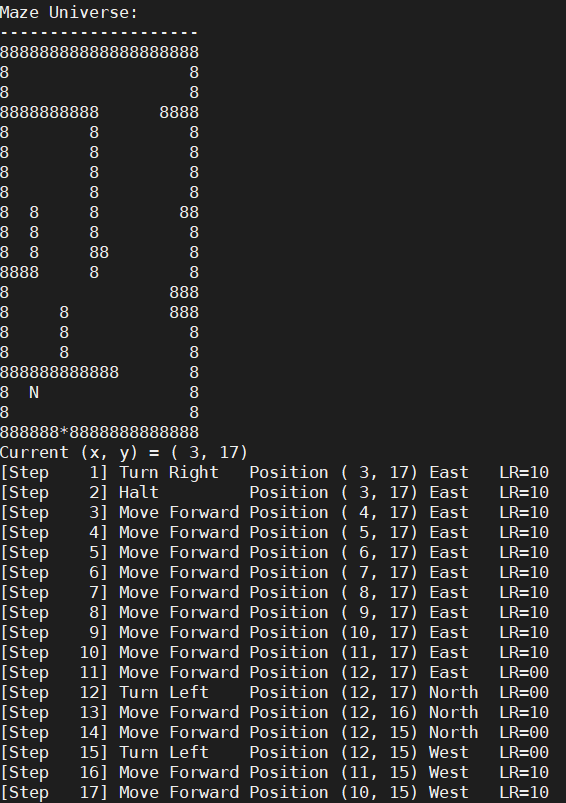 Maze Universe:
--------------------
88888888888888888888
8                  8
8                  8
8888888888      8888
8        8         8
8        8         8
8        8         8
8        8         8
8  8     8        88
8  8     8         8
8  8     88        8
8888     8         8
8                888
8     8          888
8     8            8
8     8            8
888888888888       8
8  N               8
8                  8
888888*8888888888888
Current (x, y) = ( 3, 17)
[Step    1] Turn Right   Position ( 3, 17) East   LR=10
[Step    2] Halt         Position ( 3, 17) East   LR=10
[Step    3] Move Forward Position ( 4, 17) East   LR=10
[Step    4] Move Forward Position ( 5, 17) East   LR=10
[Step    5] Move Forward Position ( 6, 17) East   LR=10
[Step    6] Move Forward Position ( 7, 17) East   LR=10
[Step    7] Move Forward Position ( 8, 17) East   LR=10
[Step    8] Move Forward Position ( 9, 17) East   LR=10
[Step    9] Move Forward Position (10, 17) East   LR=10
[Step   10] Move Forward Position (11, 17) East   LR=10
[Step   11] Move Forward Position (12, 17) East   LR=00
[Step   12] Turn Left    Position (12, 17) North  LR=00
[Step   13] Move Forward Position (12, 16) North  LR=10
[Step   14] Move Forward Position (12, 15) North  LR=00
[Step   15] Turn Left    Position (12, 15) West   LR=00
[Step   16] Move Forward Position (11, 15) West   LR=10
[Step   17] Move Forward Position (10, 15) West   LR=10